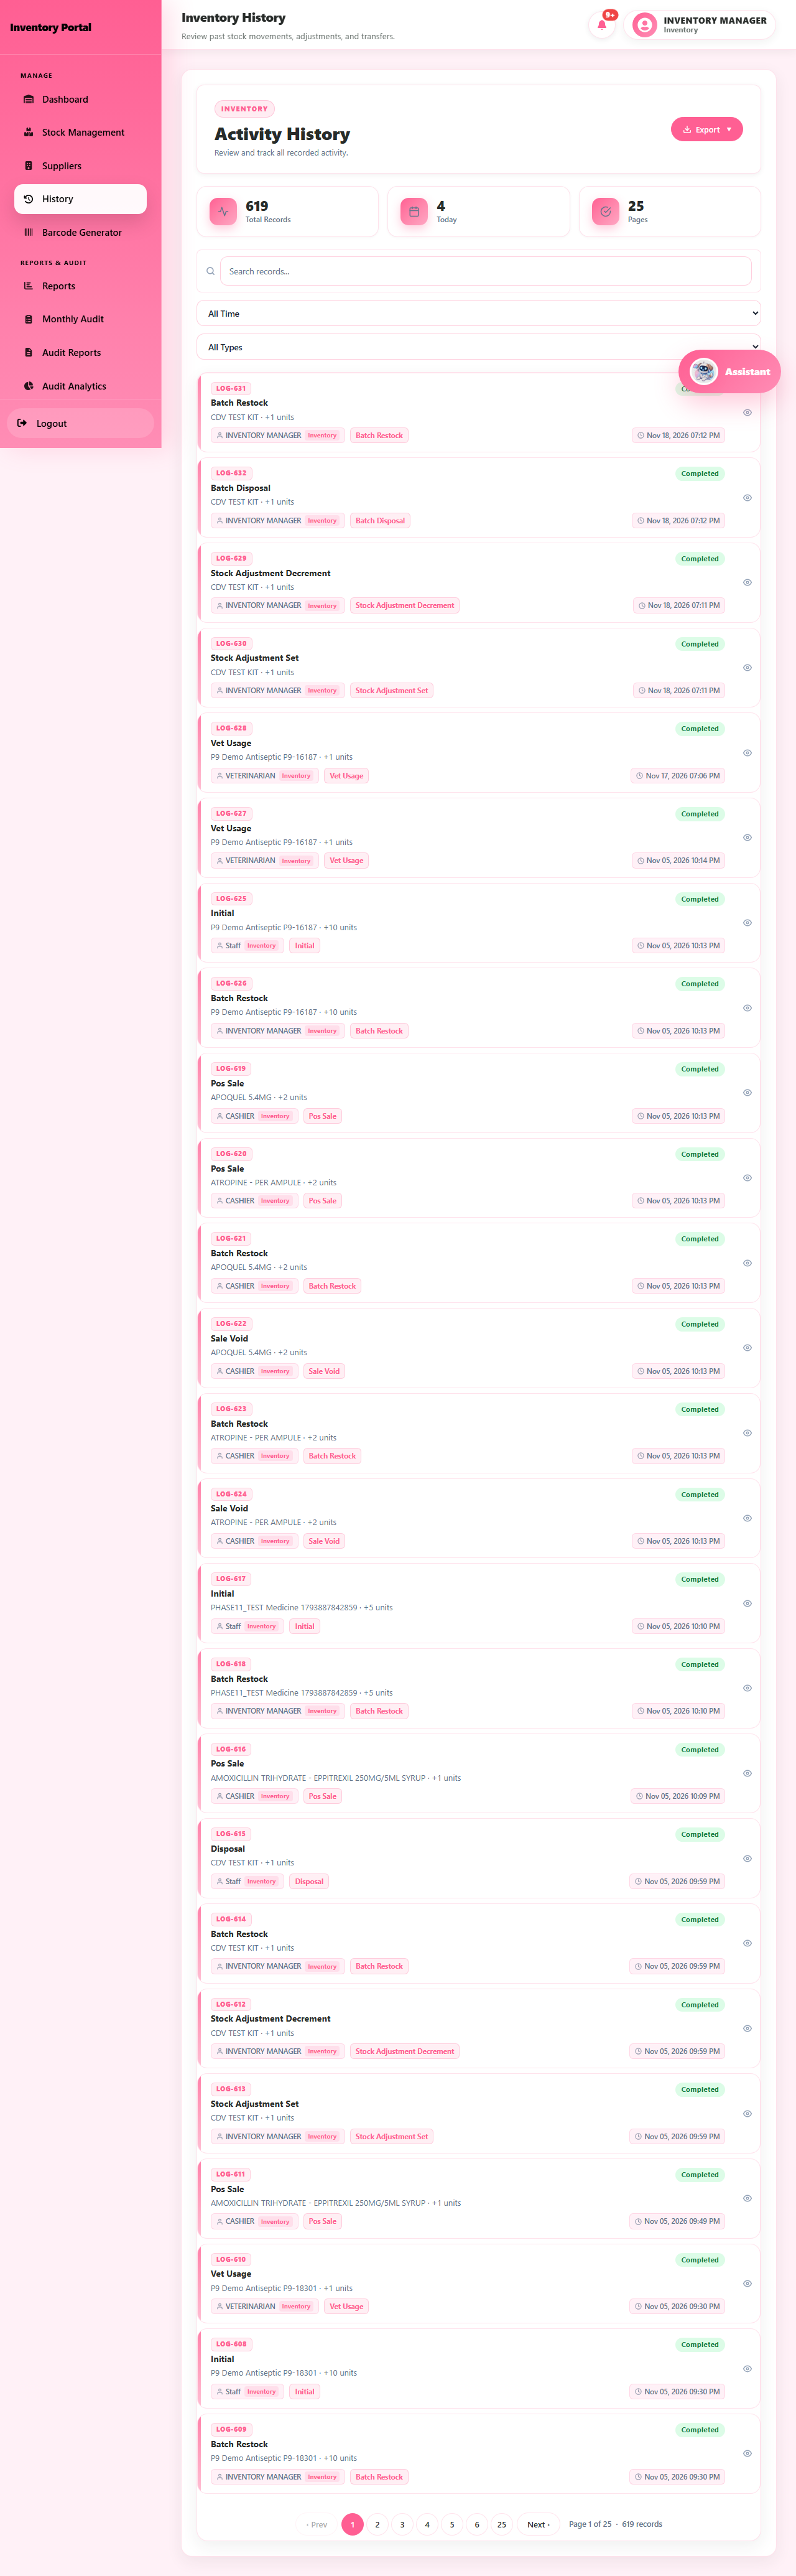 Inventory Portal
MANAGE
Dashboard
Stock Management
Suppliers
History
Barcode Generator
REPORTS & AUDIT
Reports
Monthly Audit
Audit Reports
Audit Analytics
Logout
Inventory History
Review past stock movements, adjustments, and transfers.
9+
INVENTORY MANAGER
Inventory
INVENTORY
Activity History
Review and track all recorded activity.
Export
619
Total Records
4
Today
25
Pages
Search records...
All Time
All Types
Assistant
LOG-631
Batch Restock
CDV TEST KIT · +1 units
INVENTORY MANAGER Inventory Batch Restock Nov 18, 2026 07:12 PM
LOG-632 Completed
Batch Disposal
CDV TEST KIT · +1 units
INVENTORY MANAGER Inventory Batch Disposal Nov 18, 2026 07:12 PM
LOG-629 Completed
Stock Adjustment Decrement
CDV TEST KIT · +1 units
INVENTORY MANAGER Inventory Stock Adjustment Decrement Nov 18, 2026 07:11 PM
LOG-630 Completed
Stock Adjustment Set
CDV TEST KIT · +1 units
INVENTORY MANAGER Inventory Stock Adjustment Set Nov 18, 2026 07:11 PM
LOG-628 Completed
Vet Usage
P9 Demo Antiseptic P9-16187 · +1 units
VETERINARIAN Inventory Vet Usage Nov 17, 2026 07:06 PM
LOG-627 Completed
Vet Usage
P9 Demo Antiseptic P9-16187 · +1 units
VETERINARIAN Inventory Vet Usage Nov 05, 2026 10:14 PM
LOG-625 Completed
Initial
P9 Demo Antiseptic P9-16187 · +10 units
Staff Inventory Initial Nov 05, 2026 10:13 PM
LOG-626 Completed
Batch Restock
P9 Demo Antiseptic P9-16187 · +10 units
INVENTORY MANAGER Inventory Batch Restock Nov 05, 2026 10:13 PM
LOG-619 Completed
Pos Sale
APOQUEL 5.4MG · +2 units
CASHIER Inventory Pos Sale Nov 05, 2026 10:13 PM
LOG-620 Completed
Pos Sale
ATROPINE - PER AMPULE · +2 units
CASHIER Inventory Pos Sale Nov 05, 2026 10:13 PM
LOG-621 Completed
Batch Restock
APOQUEL 5.4MG · +2 units
CASHIER Inventory Batch Restock Nov 05, 2026 10:13 PM
LOG-622 Completed
Sale Void
APOQUEL 5.4MG · +2 units
CASHIER Inventory Sale Void Nov 05, 2026 10:13 PM
LOG-623 Completed
Batch Restock
ATROPINE - PER AMPULE · +2 units
CASHIER Inventory Batch Restock Nov 05, 2026 10:13 PM
LOG-624 Completed
Sale Void
ATROPINE - PER AMPULE · +2 units
CASHIER Inventory Sale Void Nov 05, 2026 10:13 PM
LOG-617 Completed
Initial
PHASE11_TEST Medicine 1793887842859 · +5 units
Staff Inventory Initial Nov 05, 2026 10:10 PM
LOG-618 Completed
Batch Restock
PHASE11_TEST Medicine 1793887842859 · +5 units
INVENTORY MANAGER Inventory Batch Restock Nov 05, 2026 10:10 PM
LOG-616 Completed
Pos Sale
AMOXICILLIN TRIHYDRATE - EPPITREXIL 250MG/5ML SYRUP · +1 units
CASHIER Inventory Pos Sale Nov 05, 2026 10:09 PM
LOG-615 Completed
Disposal
CDV TEST KIT · +1 units
Staff Inventory Disposal Nov 05, 2026 09:59 PM
LOG-614 Completed
Batch Restock
CDV TEST KIT · +1 units
INVENTORY MANAGER Inventory Batch Restock Nov 05, 2026 09:59 PM
LOG-612 Completed
Stock Adjustment Decrement
CDV TEST KIT · +1 units
INVENTORY MANAGER Inventory Stock Adjustment Decrement Nov 05, 2026 09:59 PM
LOG-613 Completed
Stock Adjustment Set
CDV TEST KIT · +1 units
INVENTORY MANAGER Inventory Stock Adjustment Set Nov 05, 2026 09:59 PM
LOG-611 Completed
Pos Sale
AMOXICILLIN TRIHYDRATE - EPPITREXIL 250MG/5ML SYRUP · +1 units
CASHIER Inventory Pos Sale Nov 05, 2026 09:49 PM
LOG-610 Completed
Vet Usage
P9 Demo Antiseptic P9-18301 · +1 units
VETERINARIAN Inventory Vet Usage Nov 05, 2026 09:30 PM
LOG-608 Completed
Initial
P9 Demo Antiseptic P9-18301 · +10 units
Staff Inventory Initial Nov 05, 2026 09:30 PM
LOG-609 Completed
Batch Restock
P9 Demo Antiseptic P9-18301 · +10 units
INVENTORY MANAGER Inventory Batch Restock Nov 05, 2026 09:30 PM
‹ Prev 1 2 3 4 5 6 25 Next › Page 1 of 25 · 619 records